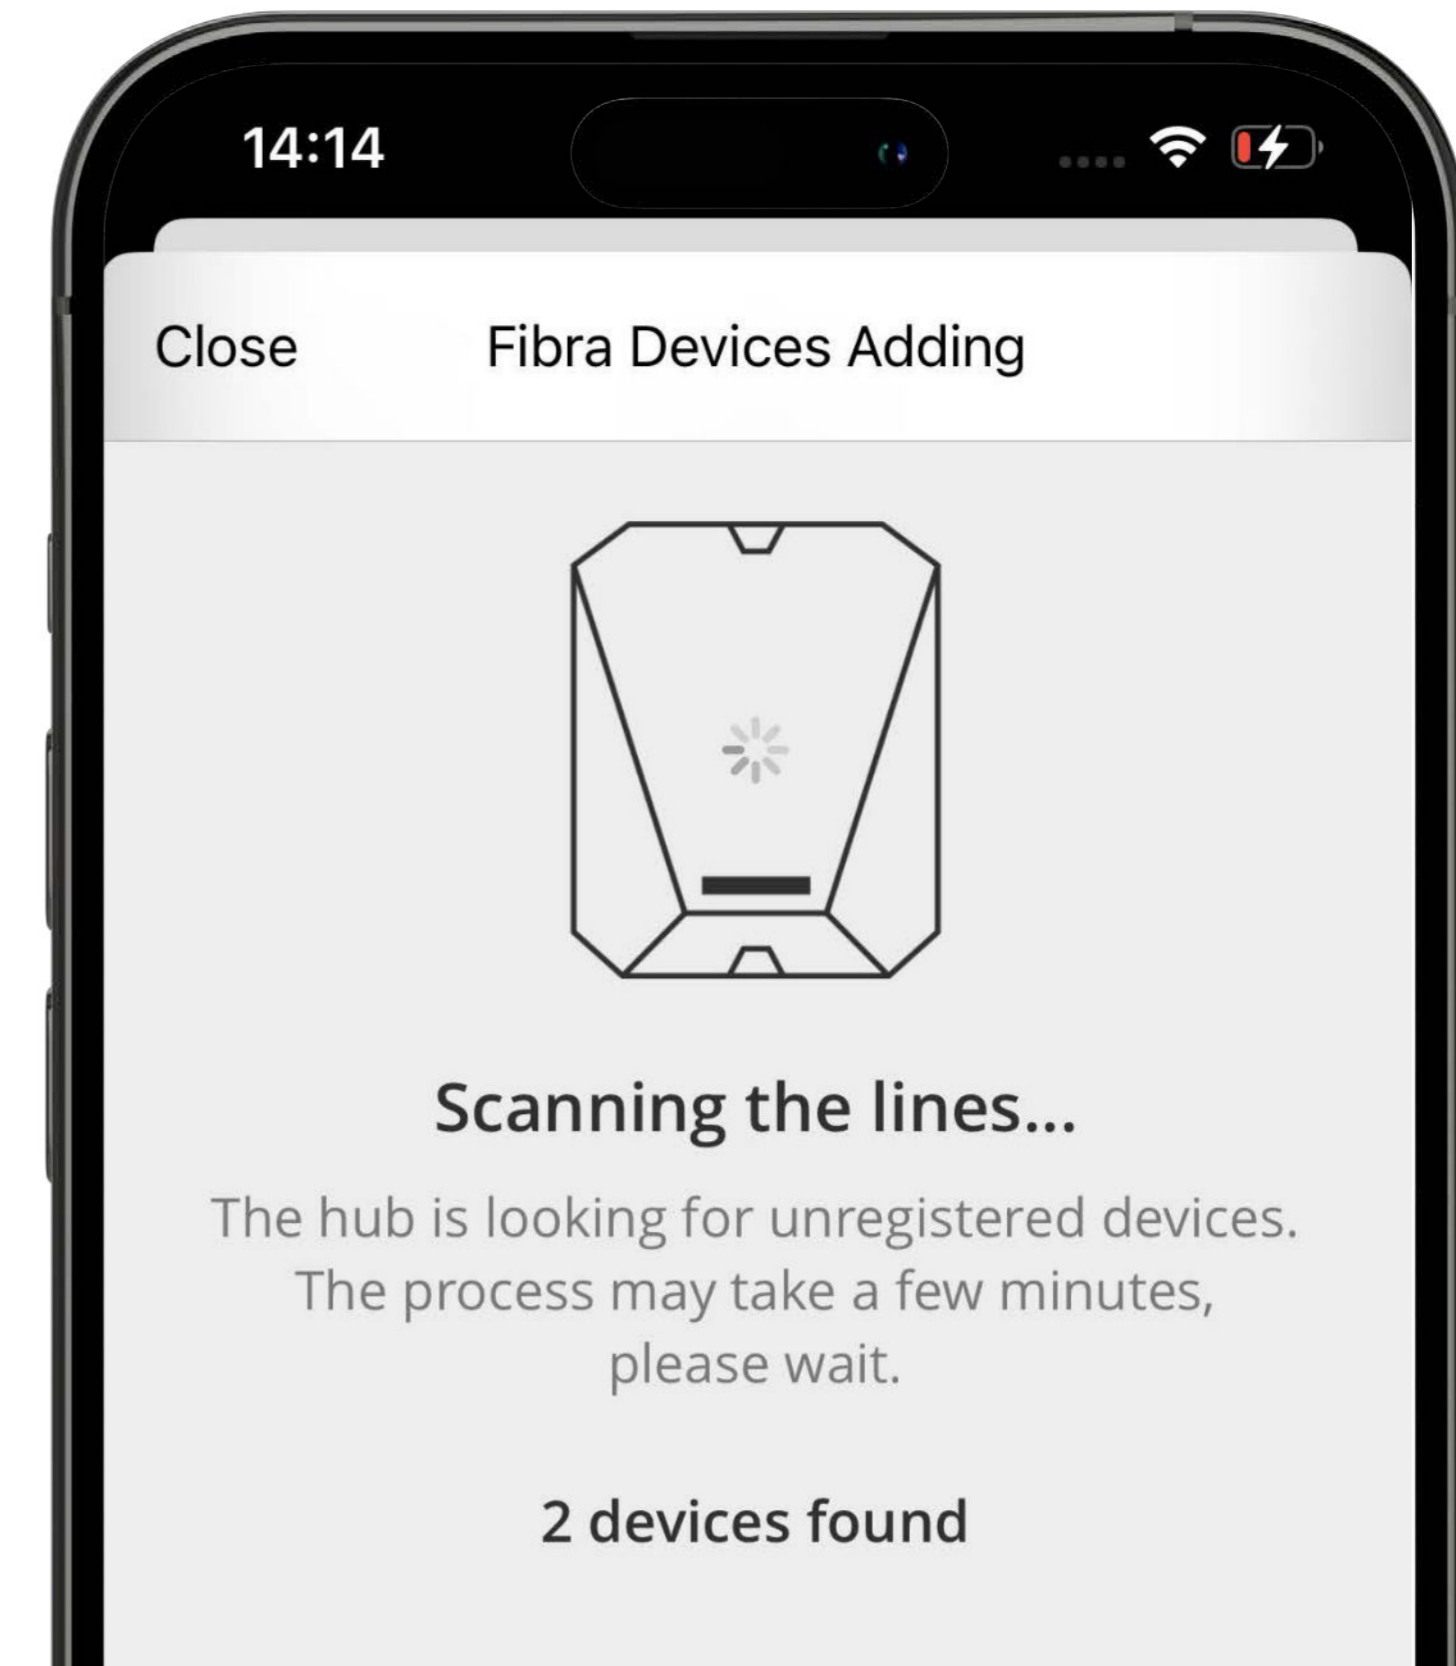 14:14
Close
Fibra Devices Adding
Scanning the lines...
The hub is looking for unregistered devices.
The process may take a few minutes,
please wait.
2 devices found